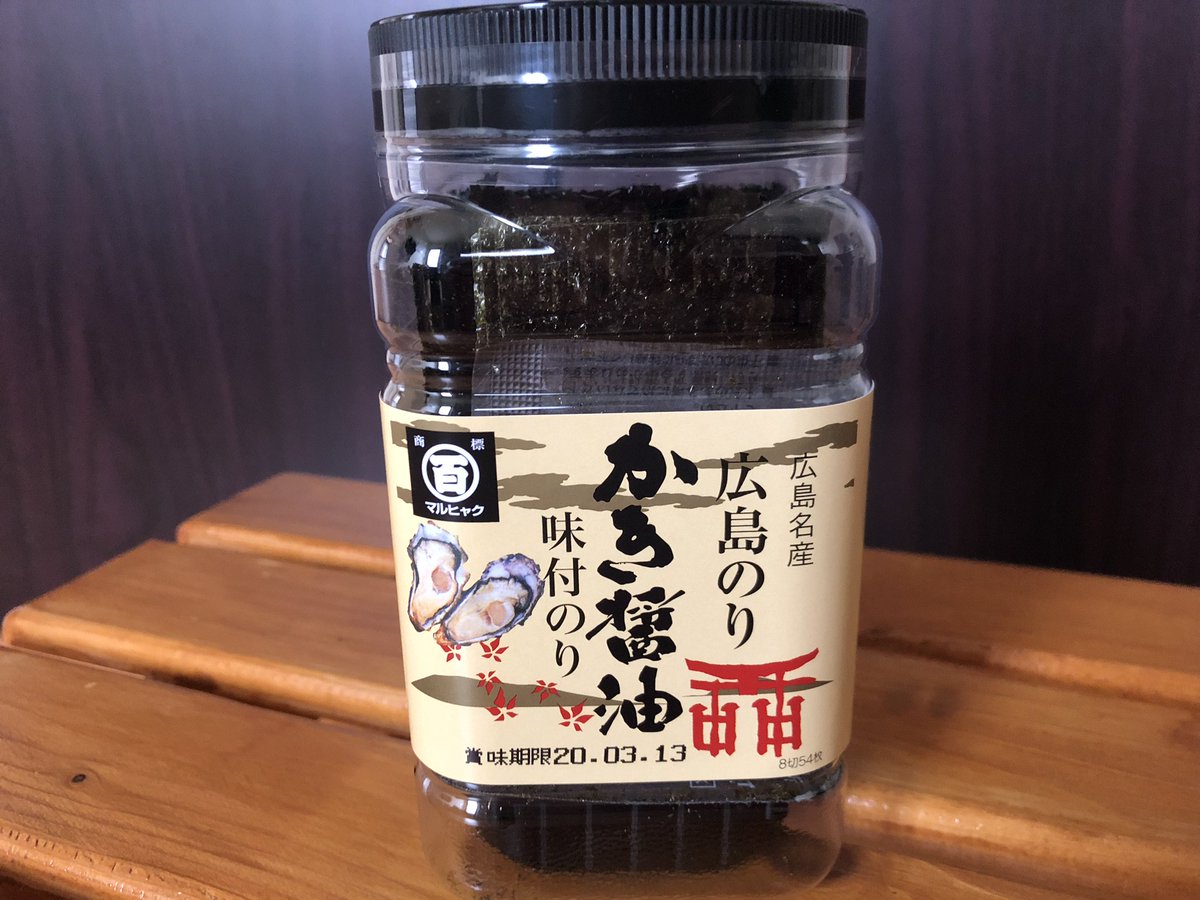 広島名産
広島のり
かき醤油
味付のり
商標
百
マルヒャク
賞味期限20.03.13
8切54枚